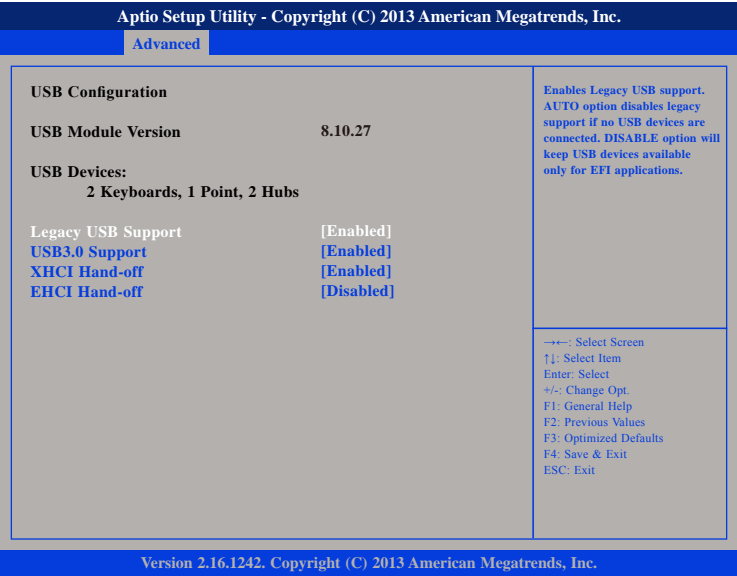 Aptio Setup Utility - Copyright (C) 2013 American Megatrends, Inc.
Advanced
USB Configuration
USB Module Version 8.10.27
USB Devices:
2 Keyboards, 1 Point, 2 Hubs
Legacy USB Support [Enabled]
USB3.0 Support [Enabled]
XHCI Hand-off [Enabled]
EHCI Hand-off [Disabled]
Enables Legacy USB support.
AUTO option disables legacy
support if no USB devices are
connected. DISABLE option will
keep USB devices available
only for EFI applications.
→←: Select Screen
↑↓: Select Item
Enter: Select
+/-: Change Opt.
F1: General Help
F2: Previous Values
F3: Optimized Defaults
F4: Save & Exit
ESC: Exit
Version 2.16.1242. Copyright (C) 2013 American Megatrends, Inc.